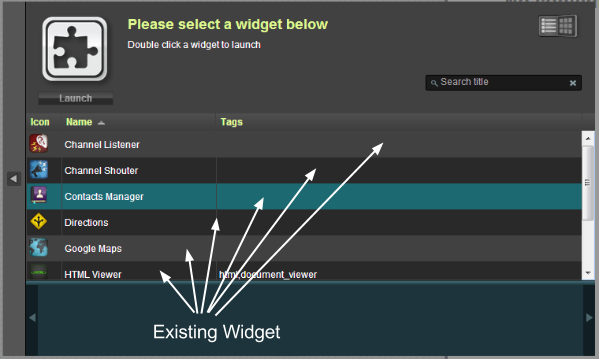 Please select a widget below
Double click a widget to launch
Search title
Launch
Icon Name Tags
Channel Listener
Channel Shouter
Contacts Manager
Directions
Google Maps
HTML Viewer html,document_viewer
Existing Widget